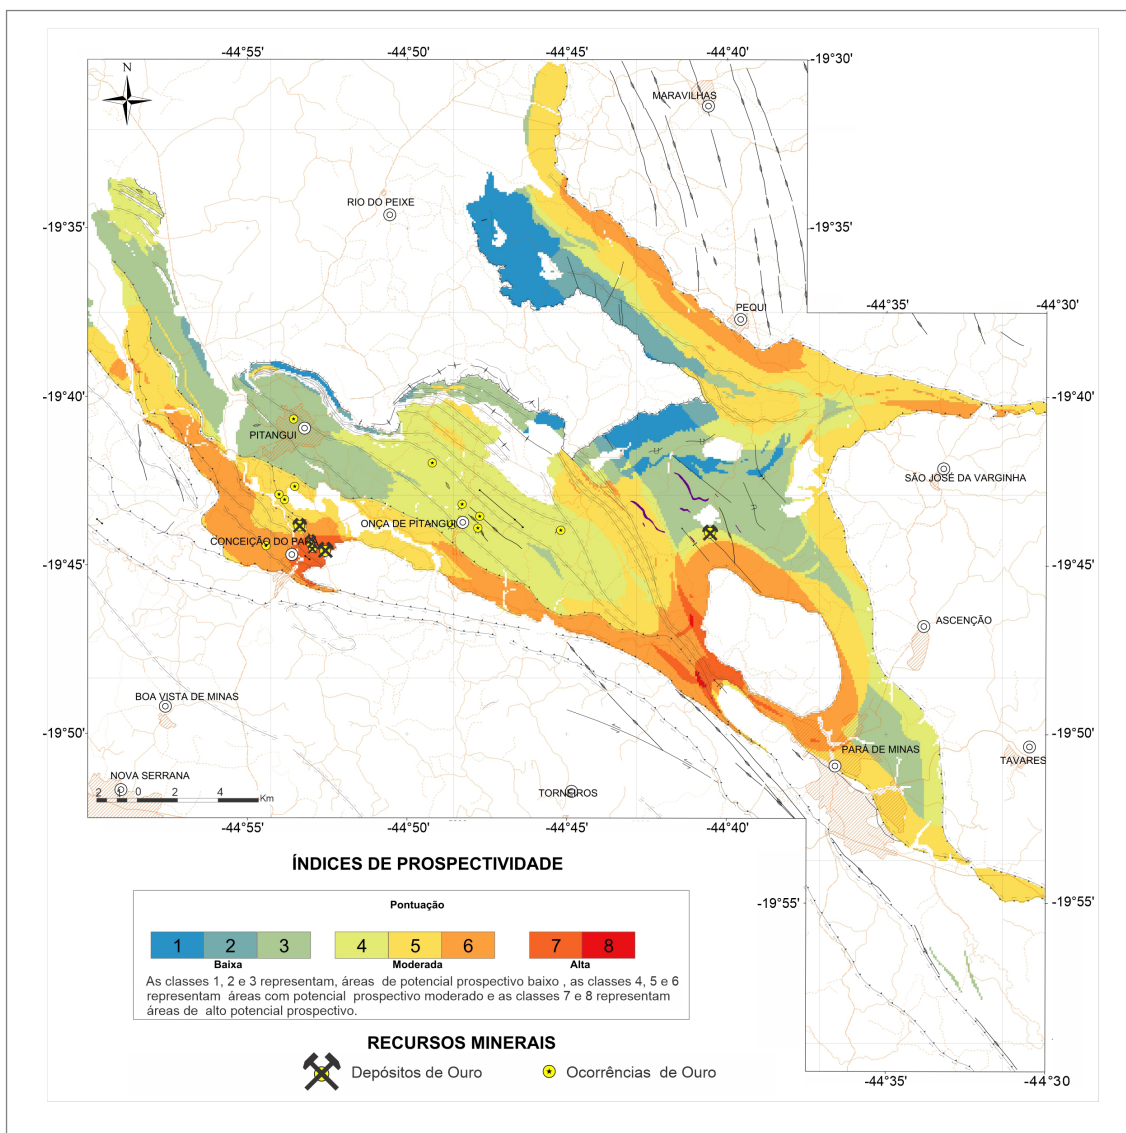 -44°55'
-44°50'
-44°45'
-44°40'
-19°30'
N
MARAVILHAS
RIO DO PEIXE
-19°35'
-19°35'
PEQUI
-44°35'
-44°30'
-19°40'
-19°40'
PITANGUI
SÃO JOSÉ DA VARGINHA
ONÇA DE PITANGUI
CONCEIÇÃO DO PARÁ
-19°45'
-19°45'
ASCENÇÃO
BOA VISTA DE MINAS
-19°50'
-19°50'
PARÁ DE MINAS
TAVARES
NOVA SERRANA
TORNEIROS
2 1 0 2 4 Km
-44°55'
-44°50'
-44°45'
-44°40'
ÍNDICES DE PROSPECTIVIDADE
Pontuação
1 2 3 4 5 6 7 8
Baixa Moderada Alta
As classes 1, 2 e 3 representam, áreas de potencial prospectivo baixo , as classes 4, 5 e 6
representam áreas com potencial prospectivo moderado e as classes 7 e 8 representam
áreas de alto potencial prospectivo.
-19°55'
-19°55'
RECURSOS MINERAIS
Depósitos de Ouro
Ocorrências de Ouro
-44°35'
-44°30